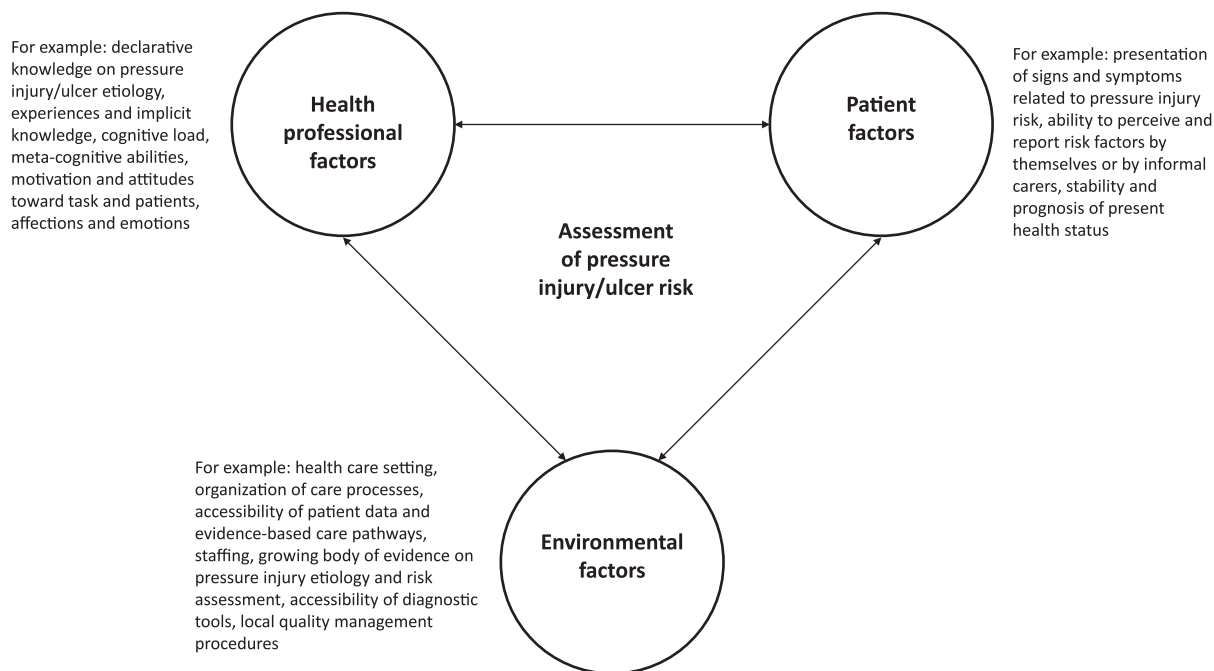 For example: declarative
knowledge on pressure
injury/ulcer etiology,
experiences and implicit
knowledge, cognitive load,
meta-cognitive abilities,
motivation and attitudes
toward task and patients,
affections and emotions
Health
professional
factors
Patient
factors
For example: presentation
of signs and symptoms
related to pressure injury
risk, ability to perceive and
report risk factors by
themselves or by informal
carers, stability and
prognosis of present
health status
Assessment
of pressure
injury/ulcer risk
For example: health care setting,
organization of care processes,
accessibility of patient data and
evidence-based care pathways,
staffing, growing body of evidence on
pressure injury etiology and risk
assessment, accessibility of diagnostic
tools, local quality management
procedures
Environmental
factors